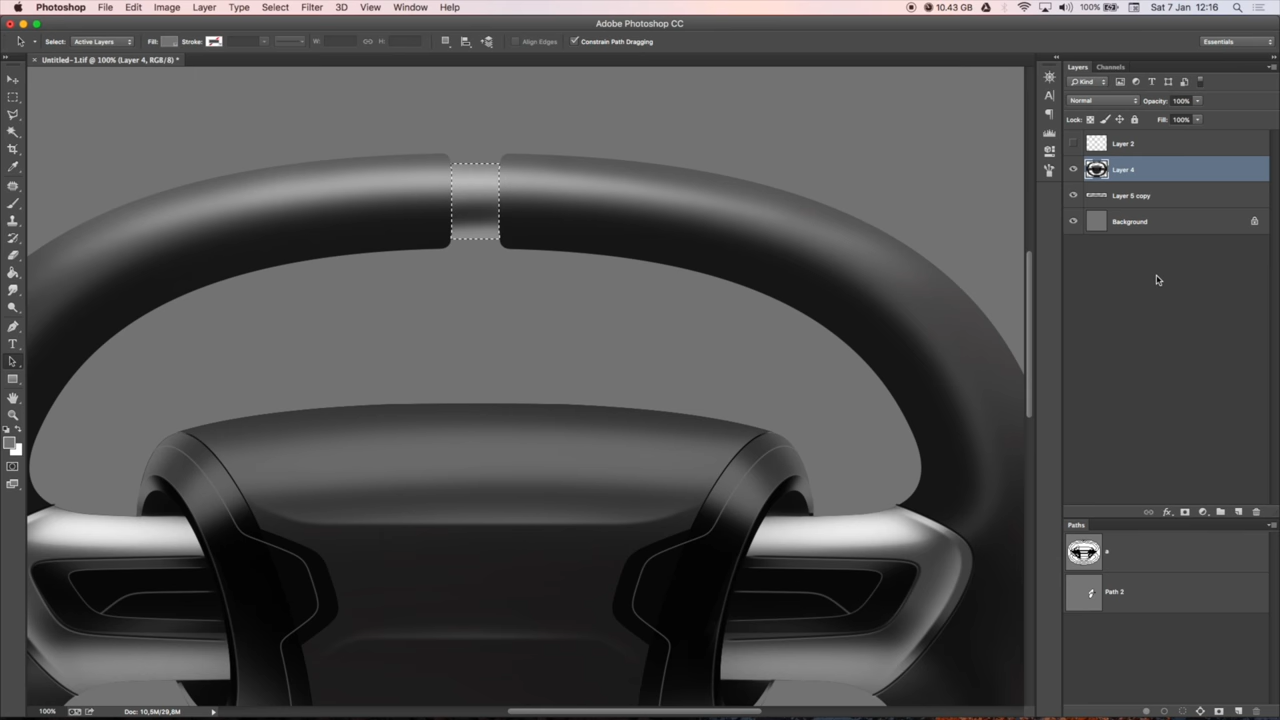 Photoshop File Edit Image Layer Type Select Filter 3D View Window Help 10.43 GB 100% Sat 7 Jan 12:16
Adobe Photoshop CC
Select: Active Layers Fill: Stroke: W: H: Align Edges Constrain Path Dragging Essentials
Untitled-1.tif @ 100% (Layer 4, RGB/8) *
Layers Channels
Kind
Normal Opacity: 100%
Lock: Fill: 100%
Layer 2
Layer 4
Layer 5 copy
Background
Paths
a
Path 2
100% Doc: 10,5M/29,8M